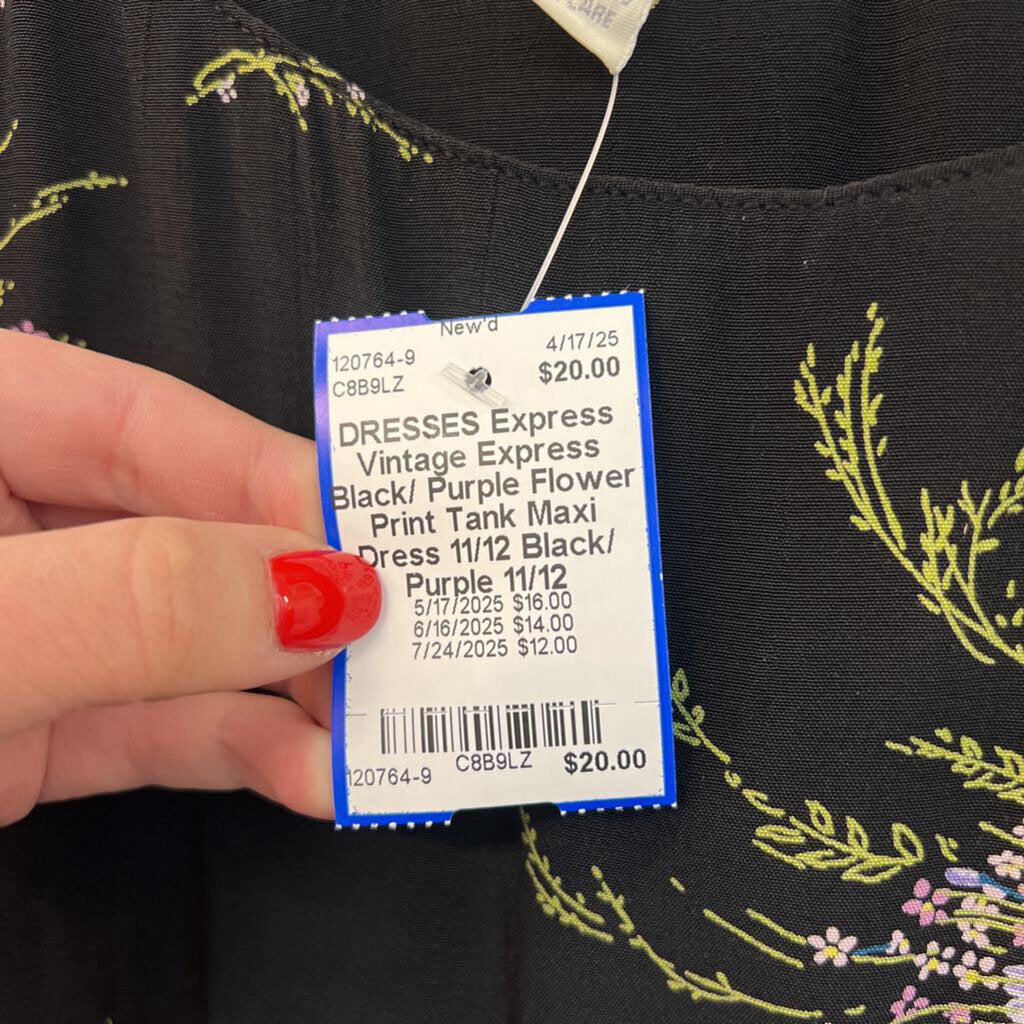 CARE
New'd
120764-9 4/17/25
C8B9LZ $20.00
DRESSES Express
Vintage Express
Black/ Purple Flower
Print Tank Maxi
Dress 11/12 Black/
Purple 11/12
5/17/2025 $16.00
6/16/2025 $14.00
7/24/2025 $12.00
120764-9 C8B9LZ $20.00